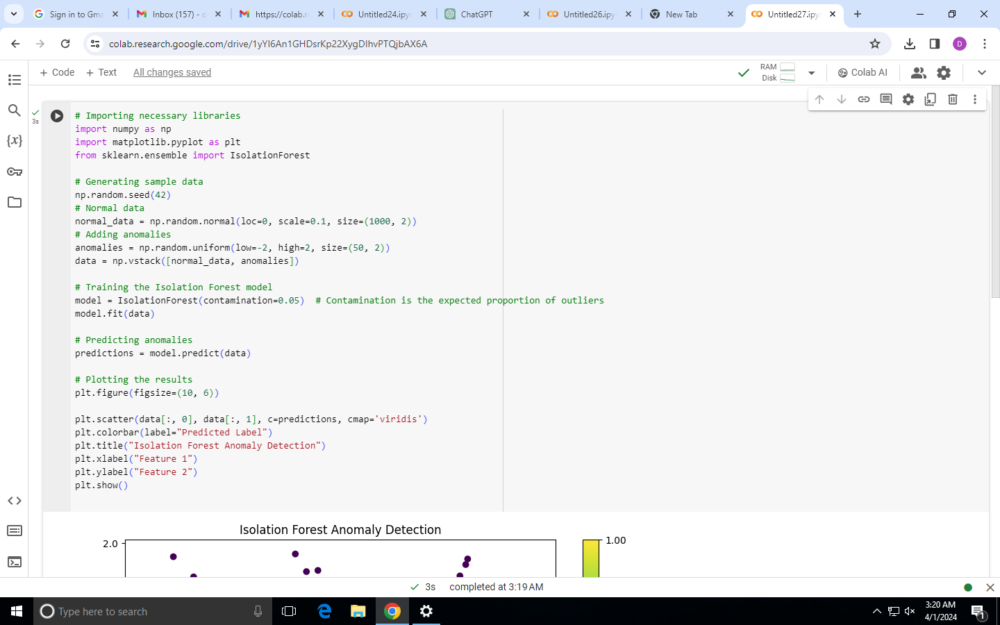 Sign in to Gma
Inbox (157) - d
https://colab.r
Untitled24.ipy
ChatGPT
Untitled26.ipy
New Tab
Untitled27.ipy
colab.research.google.com/drive/1yYI6An1GHDsrKp22XygDIhvPTQjbAX6A
D
+ Code + Text All changes saved
RAM
Disk
Colab AI
3s
# Importing necessary libraries
import numpy as np
import matplotlib.pyplot as plt
from sklearn.ensemble import IsolationForest
# Generating sample data
np.random.seed(42)
# Normal data
normal_data = np.random.normal(loc=0, scale=0.1, size=(1000, 2))
# Adding anomalies
anomalies = np.random.uniform(low=-2, high=2, size=(50, 2))
data = np.vstack([normal_data, anomalies])
# Training the Isolation Forest model
model = IsolationForest(contamination=0.05)  # Contamination is the expected proportion of outliers
model.fit(data)
# Predicting anomalies
predictions = model.predict(data)
# Plotting the results
plt.figure(figsize=(10, 6))
plt.scatter(data[:, 0], data[:, 1], c=predictions, cmap='viridis')
plt.colorbar(label="Predicted Label")
plt.title("Isolation Forest Anomaly Detection")
plt.xlabel("Feature 1")
plt.ylabel("Feature 2")
plt.show()
Isolation Forest Anomaly Detection
2.0
1.00
3s completed at 3:19 AM
Type here to search
3:20 AM
4/1/2024
1